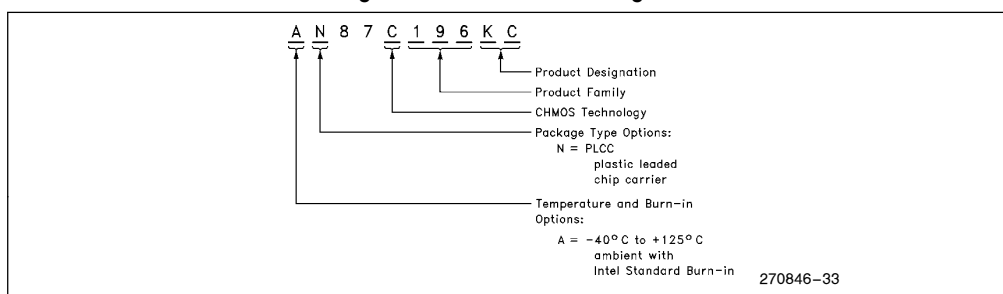 A N 8 7 C 1 9 6 K C
Product Designation
Product Family
CHMOS Technology
Package Type Options:
N = PLCC
plastic leaded
chip carrier
Temperature and Burn-in
Options:
A = -40°C to +125°C
ambient with
Intel Standard Burn-in
270846-33